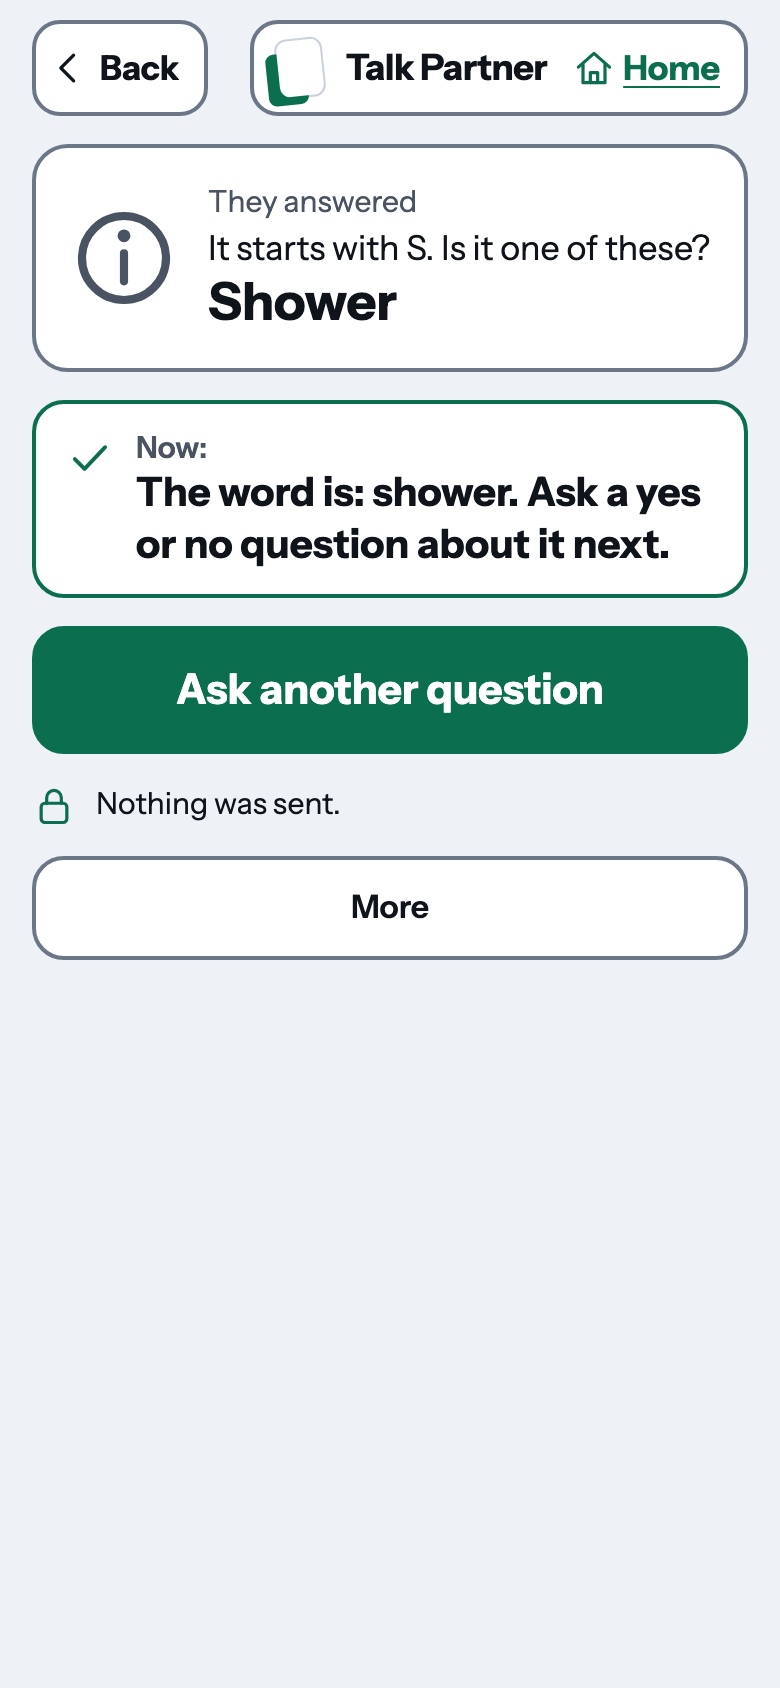 Back
Talk Partner
Home
They answered
It starts with S. Is it one of these?
Shower
Now:
The word is: shower. Ask a yes
or no question about it next.
Ask another question
Nothing was sent.
More